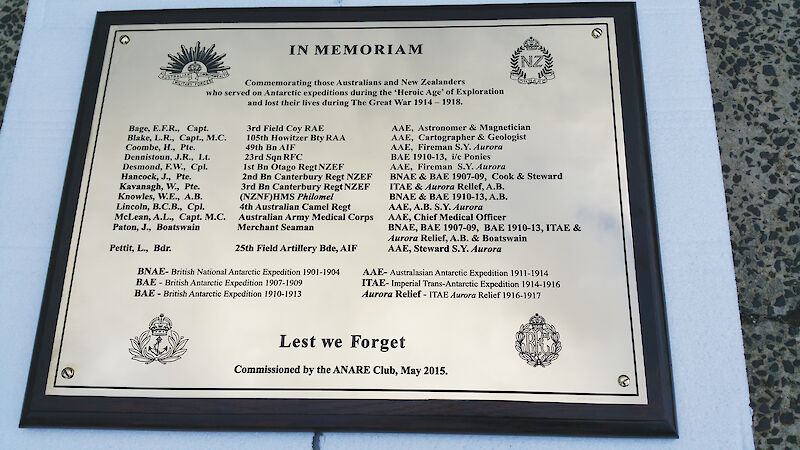 IN MEMORIAM
NZ
Commemorating those Australians and New Zealanders
who served on Antarctic expeditions during the 'Heroic Age' of Exploration
and lost their lives during The Great War 1914 – 1918.
Bage, E.F.R., Capt. 3rd Field Coy RAE AAE, Astronomer & Magnetician
Blake, L.R., Capt., M.C. 105th Howitzer Bty RAA AAE, Cartographer & Geologist
Coombe, H., Pte. 49th Bn AIF AAE, Fireman S.Y. Aurora
Dennistoun, J.R., Lt. 23rd Sqn RFC BAE 1910-13, i/c Ponies
Desmond, F.W., Cpl. 1st Bn Otago Regt NZEF AAE, Fireman S.Y. Aurora
Hancock, J., Pte. 2nd Bn Canterbury Regt NZEF BNAE & BAE 1907-09, Cook & Steward
Kavanagh, W., Pte. 3rd Bn Canterbury Regt NZEF ITAE & Aurora Relief, A.B.
Knowles, W.E., A.B. (NZNF)HMS Philomel BNAE & BAE 1910-13, A.B.
Lincoln, B.C.B., Cpl. 4th Australian Camel Regt AAE, A.B. S.Y. Aurora
McLean, A.L., Capt. M.C. Australian Army Medical Corps AAE, Chief Medical Officer
Paton, J., Boatswain Merchant Seaman BNAE, BAE 1907-09, BAE 1910-13, ITAE &
Aurora Relief, A.B. & Boatswain
Pettit, L., Bdr. 25th Field Artillery Bde, AIF AAE, Steward S.Y. Aurora
BNAE- British National Antarctic Expedition 1901-1904 AAE- Australasian Antarctic Expedition 1911-1914
BAE - British Antarctic Expedition 1907-1909 ITAE- Imperial Trans-Antarctic Expedition 1914-1916
BAE - British Antarctic Expedition 1910-1913 Aurora Relief - ITAE Aurora Relief 1916-1917
Lest we Forget
Commissioned by the ANARE Club, May 2015.